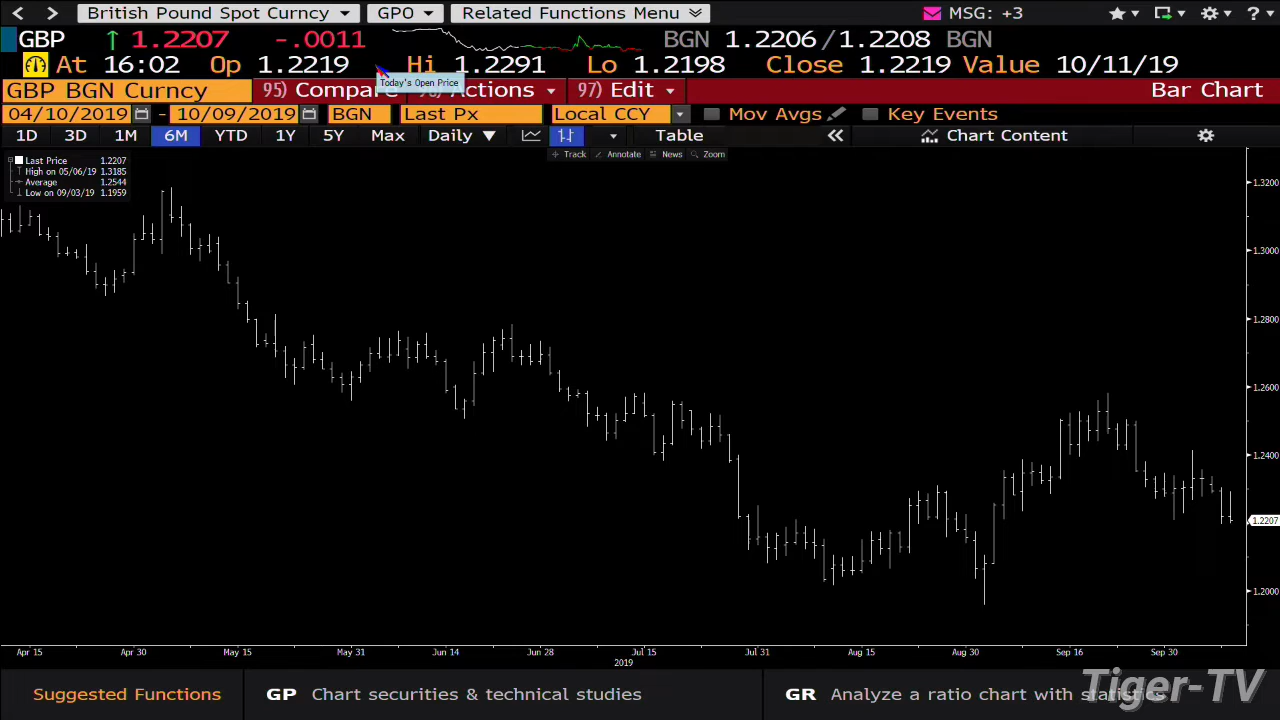 British Pound Spot Curncy GPO Related Functions Menu MSG: +3 ?
GBP ↑ 1.2207 -.0011 BGN 1.2206/1.2208 BGN
At 16:02 Op 1.2219 Hi 1.2291 Lo 1.2198 Close 1.2219 Value 10/11/19
Today's Open Price
GBP BGN Curncy 95) Compare Actions 97) Edit Bar Chart
04/10/2019 - 10/09/2019 BGN Last Px Local CCY Mov Avgs Key Events
1D 3D 1M 6M YTD 1Y 5Y Max Daily ▼ Table « Chart Content
Track Annotate News Zoom
Last Price 1.2207
High on 05/06/19 1.3185
Average 1.2544
Low on 09/03/19 1.1959
1.3200
1.3000
1.2800
1.2600
1.2400
1.2207
1.2000
Apr 15 Apr 30 May 15 May 31 Jun 14 Jun 28 Jul 15 Jul 31 Aug 15 Aug 30 Sep 16 Sep 30
2019
Suggested Functions GP Chart securities & technical studies GR Analyze a ratio chart with statistics
Tiger-TV